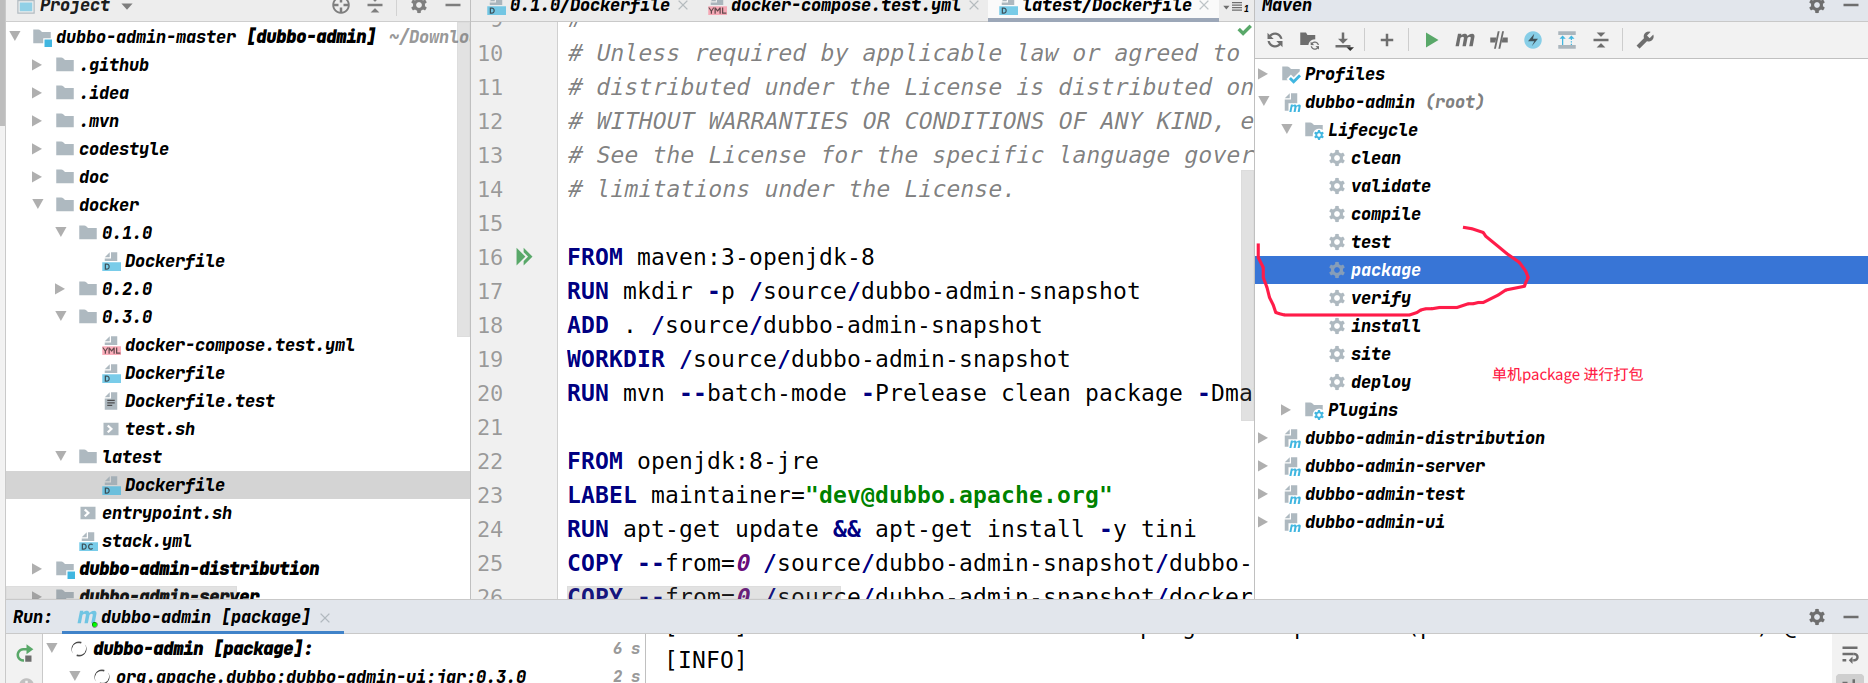 Project
dubbo-admin-master [dubbo-admin] ~/Downlo
.github
.idea
.mvn
codestyle
doc
docker
0.1.0
Dockerfile
0.2.0
0.3.0
docker-compose.test.yml
Dockerfile
Dockerfile.test
test.sh
latest
Dockerfile
entrypoint.sh
stack.yml
dubbo-admin-distribution
dubbo-admin-server
0.1.0/Dockerfile
docker-compose.test.yml
latest/Dockerfile
9 #
10 # Unless required by applicable law or agreed to
11 # distributed under the License is distributed on
12 # WITHOUT WARRANTIES OR CONDITIONS OF ANY KIND, e
13 # See the License for the specific language gover
14 # limitations under the License.
15
16 FROM maven:3-openjdk-8
17 RUN mkdir -p /source/dubbo-admin-snapshot
18 ADD . /source/dubbo-admin-snapshot
19 WORKDIR /source/dubbo-admin-snapshot
20 RUN mvn --batch-mode -Prelease clean package -Dma
21
22 FROM openjdk:8-jre
23 LABEL maintainer="dev@dubbo.apache.org"
24 RUN apt-get update && apt-get install -y tini
25 COPY --from=0 /source/dubbo-admin-snapshot/dubbo-
26 COPY --from=0 /source/dubbo-admin-snapshot/docker
Maven
Profiles
dubbo-admin (root)
Lifecycle
clean
validate
compile
test
package
verify
install
site
deploy
单机package 进行打包
Plugins
dubbo-admin-distribution
dubbo-admin-server
dubbo-admin-test
dubbo-admin-ui
Run: dubbo-admin [package]
dubbo-admin [package]: 6 s
org.apache.dubbo:dubbo-admin-ui:jar:0.3.0 2 s
[INFO]